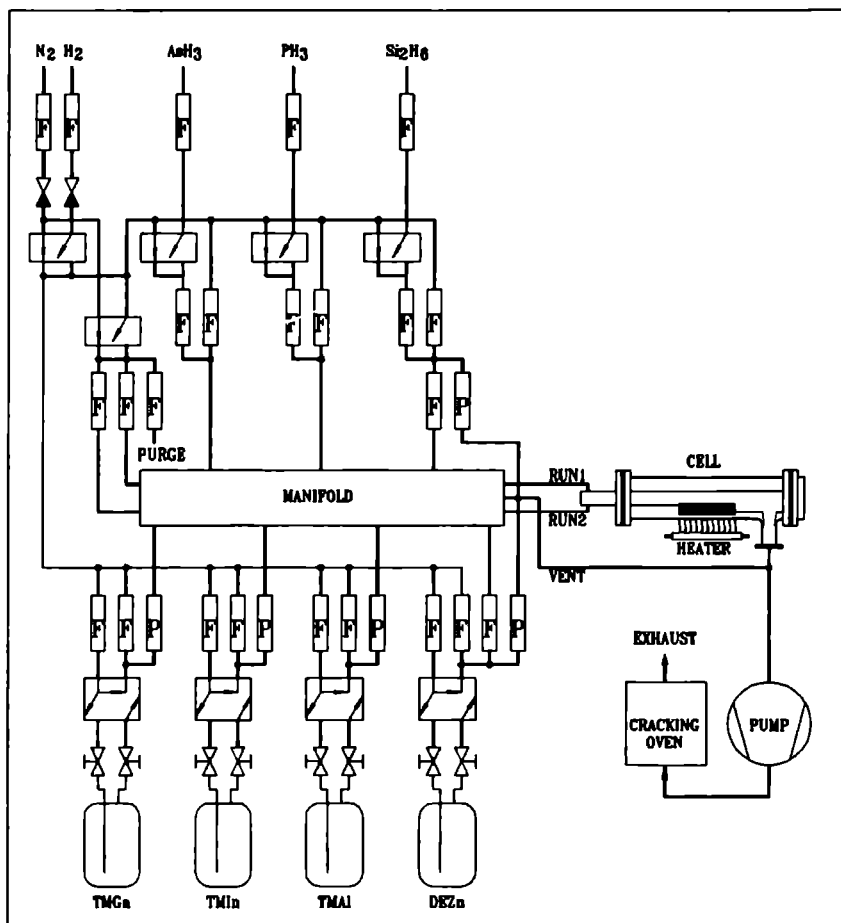 N2 H2 AsH3 PH3 Si2H6
F F F F F
F F F F F F
F F F F P
PURGE
MANIFOLD
RUN1
RUN2
VENT
CELL
HEATER
F F P F F P F F P F F F P
EXHAUST
CRACKING
OVEN
PUMP
TMGa TMIn TMAl DEZn